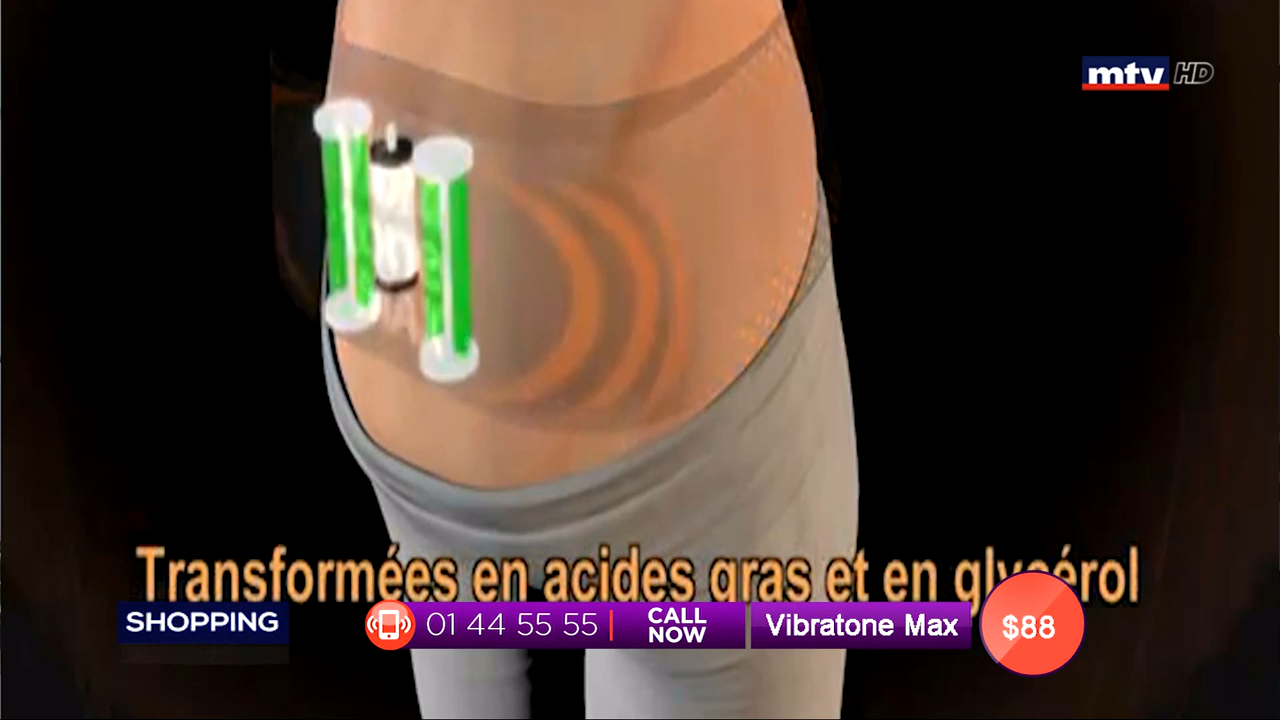 mtv HD
Transformées en acides gras et en glycérol
SHOPPING
01 44 55 55
CALL
NOW
Vibratone Max
$88